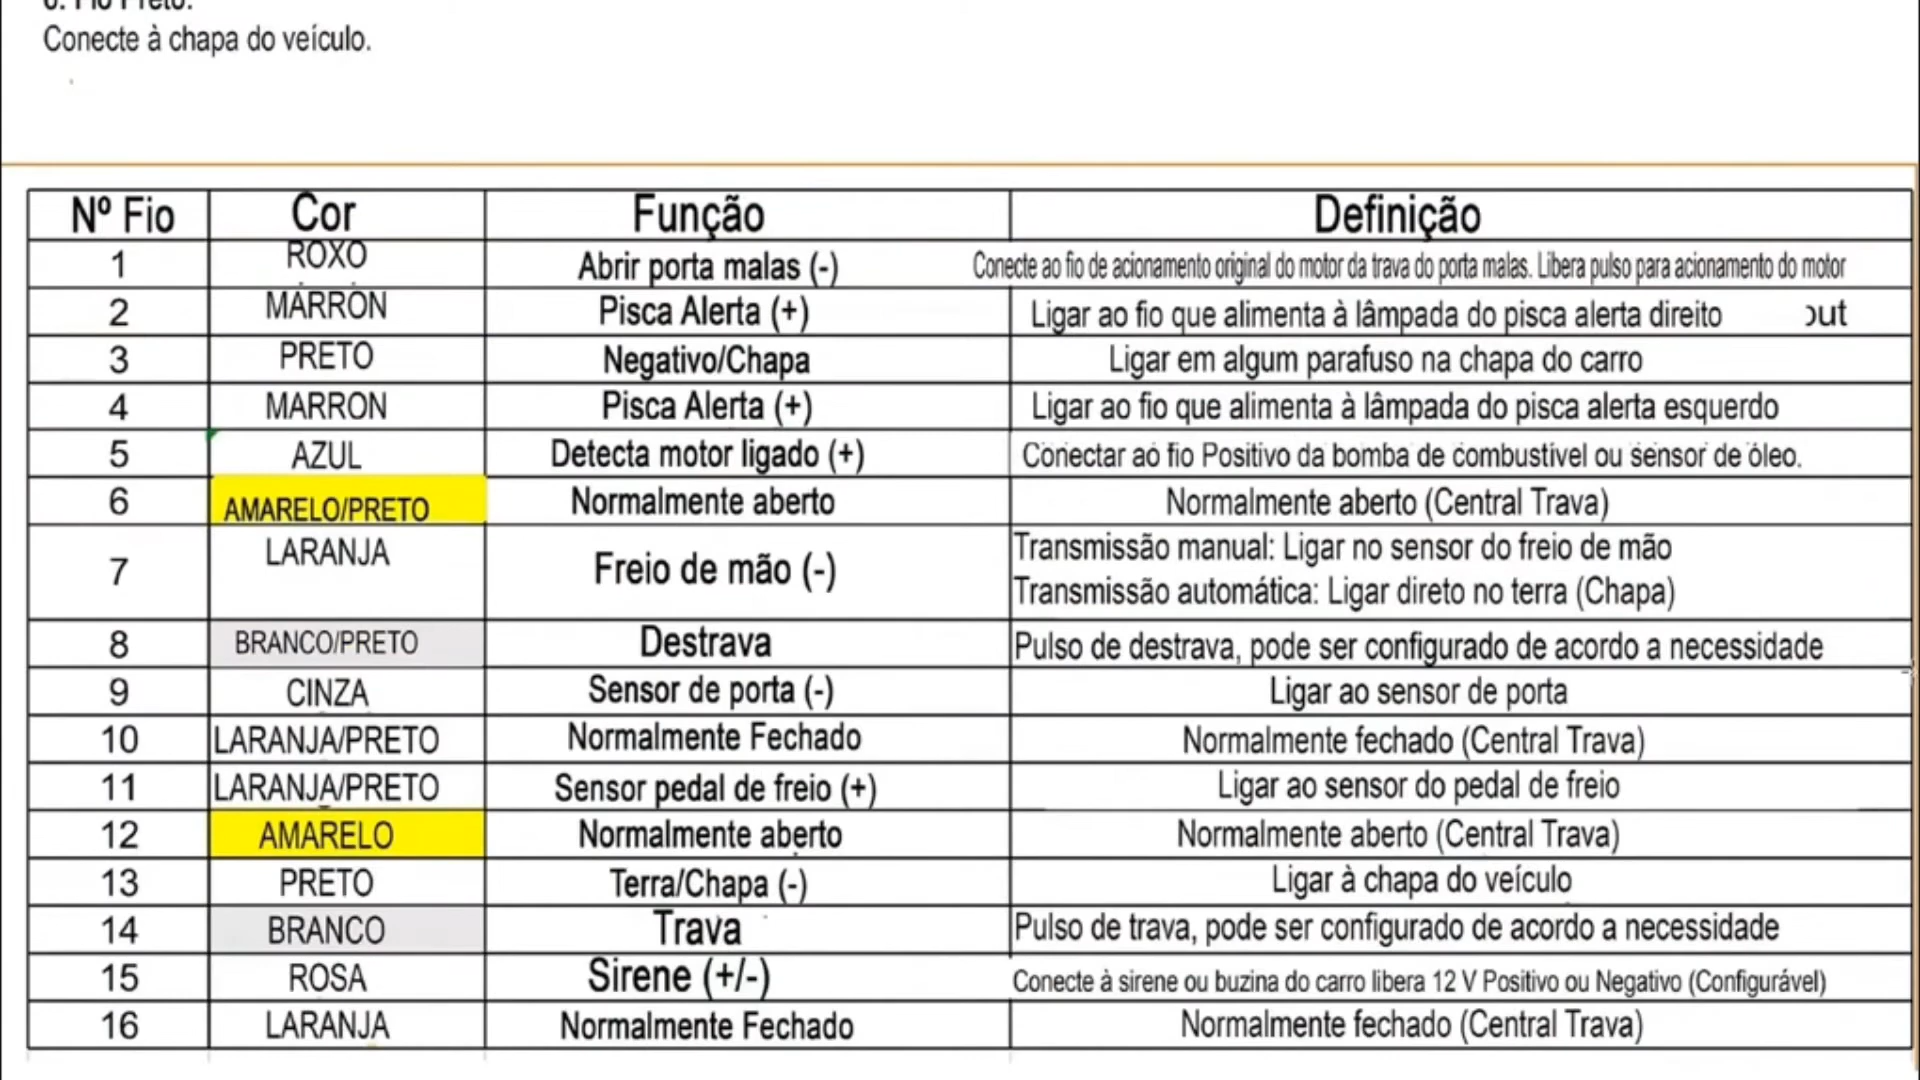 6. Fio Preto.
Conecte à chapa do veículo.
Nº Fio Cor Função Definição
1 ROXO Abrir porta malas (-) Conecte ao fio de acionamento original do motor da trava do porta malas. Libera pulso para acionamento do motor
2 MARRON Pisca Alerta (+) Ligar ao fio que alimenta à lâmpada do pisca alerta direito out
3 PRETO Negativo/Chapa Ligar em algum parafuso na chapa do carro
4 MARRON Pisca Alerta (+) Ligar ao fio que alimenta à lâmpada do pisca alerta esquerdo
5 AZUL Detecta motor ligado (+) Conectar ao fio Positivo da bomba de combustível ou sensor de óleo.
6 AMARELO/PRETO Normalmente aberto Normalmente aberto (Central Trava)
7 LARANJA Freio de mão (-) Transmissão manual: Ligar no sensor do freio de mão
Transmissão automática: Ligar direto no terra (Chapa)
8 BRANCO/PRETO Destrava Pulso de destrava, pode ser configurado de acordo a necessidade
9 CINZA Sensor de porta (-) Ligar ao sensor de porta
10 LARANJA/PRETO Normalmente Fechado Normalmente fechado (Central Trava)
11 LARANJA/PRETO Sensor pedal de freio (+) Ligar ao sensor do pedal de freio
12 AMARELO Normalmente aberto Normalmente aberto (Central Trava)
13 PRETO Terra/Chapa (-) Ligar à chapa do veículo
14 BRANCO Trava Pulso de trava, pode ser configurado de acordo a necessidade
15 ROSA Sirene (+/-) Conecte à sirene ou buzina do carro libera 12 V Positivo ou Negativo (Configurável)
16 LARANJA Normalmente Fechado Normalmente fechado (Central Trava)